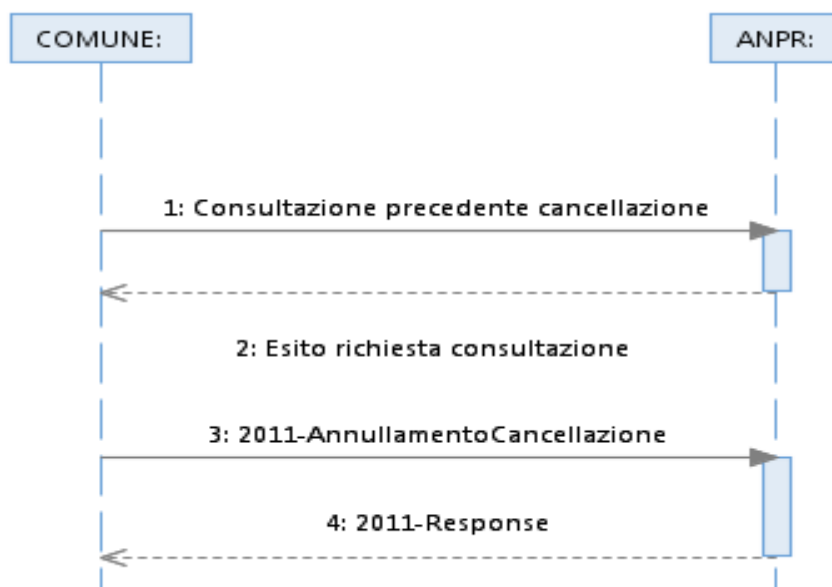 COMUNE:
ANPR:
1: Consultazione precedente cancellazione
2: Esito richiesta consultazione
3: 2011-AnnullamentoCancellazione
4: 2011-Response